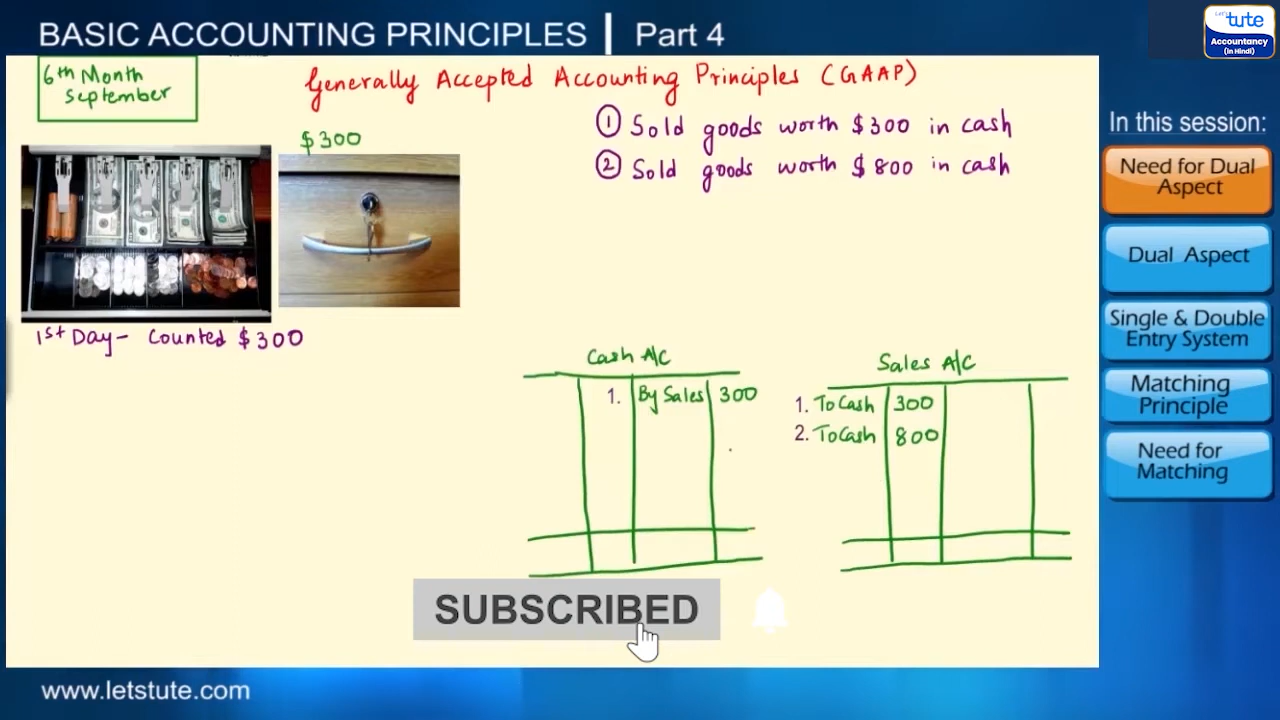 BASIC ACCOUNTING PRINCIPLES | Part 4
Let's
tute
Accountancy
(In Hindi)
6th Month
September
Generally Accepted Accounting Principles (GAAP)
$300
① Sold goods worth $300 in cash
② Sold goods worth $800 in cash
1st Day - Counted $300
Cash A/C
1. By Sales 300
Sales A/C
1. To Cash 300
2. To Cash 800
In this session:
Need for Dual
Aspect
Dual Aspect
Single & Double
Entry System
Matching
Principle
Need for
Matching
SUBSCRIBED
www.letstute.com